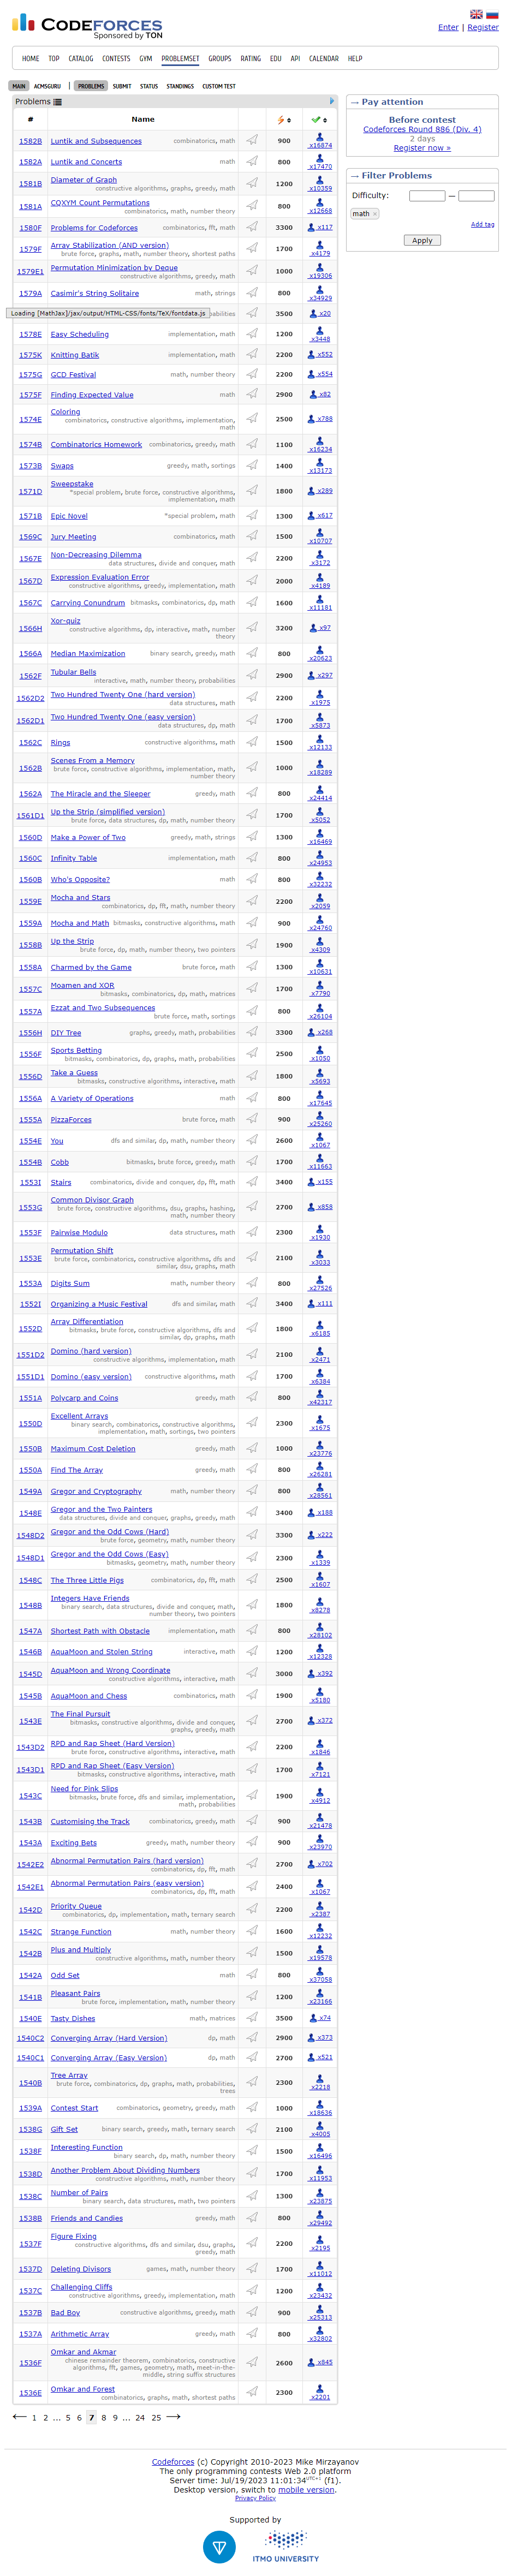 CODEFORCES
Sponsored by TON
Enter | Register
HOME TOP CATALOG CONTESTS GYM PROBLEMSET GROUPS RATING EDU API CALENDAR HELP
MAIN ACMSGURU | PROBLEMS SUBMIT STATUS STANDINGS CUSTOM TEST
Problems
# Name
1582B Luntik and Subsequences combinatorics, math 900 x16874
1582A Luntik and Concerts math 800 x17470
1581B Diameter of Graph constructive algorithms, graphs, greedy, math 1200 x10359
1581A CQXYM Count Permutations combinatorics, math, number theory 800 x12668
1580F Problems for Codeforces combinatorics, fft, math 3300 x117
1579F Array Stabilization (AND version) brute force, graphs, math, number theory, shortest paths 1700 x4179
1579E1 Permutation Minimization by Deque constructive algorithms, greedy, math 1000 x19306
1579A Casimir's String Solitaire math, strings 800 x34929
Loading [MathJax]/jax/output/HTML-CSS/fonts/TeX/fontdata.js abilities 3500 x20
1578E Easy Scheduling implementation, math 1200 x3448
1575K Knitting Batik implementation, math 2200 x552
1575G GCD Festival math, number theory 2200 x554
1575F Finding Expected Value math 2900 x82
1574E Coloring combinatorics, constructive algorithms, implementation, math 2500 x788
1574B Combinatorics Homework combinatorics, greedy, math 1100 x16234
1573B Swaps greedy, math, sortings 1400 x13173
1571D Sweepstake *special problem, brute force, constructive algorithms, implementation, math 1800 x289
1571B Epic Novel *special problem, math 1300 x617
1569C Jury Meeting combinatorics, math 1500 x10707
1567E Non-Decreasing Dilemma data structures, divide and conquer, math 2200 x3172
1567D Expression Evaluation Error constructive algorithms, greedy, implementation, math 2000 x4189
1567C Carrying Conundrum bitmasks, combinatorics, dp, math 1600 x11181
1566H Xor-quiz constructive algorithms, dp, interactive, math, number theory 3200 x97
1566A Median Maximization binary search, greedy, math 800 x20623
1562F Tubular Bells interactive, math, number theory, probabilities 2900 x297
1562D2 Two Hundred Twenty One (hard version) data structures, math 2200 x1975
1562D1 Two Hundred Twenty One (easy version) data structures, dp, math 1700 x5873
1562C Rings constructive algorithms, math 1500 x12133
1562B Scenes From a Memory brute force, constructive algorithms, implementation, math, number theory 1000 x18289
1562A The Miracle and the Sleeper greedy, math 800 x24414
1561D1 Up the Strip (simplified version) brute force, data structures, dp, math, number theory 1700 x5052
1560D Make a Power of Two greedy, math, strings 1300 x16469
1560C Infinity Table implementation, math 800 x24953
1560B Who's Opposite? math 800 x32232
1559E Mocha and Stars combinatorics, dp, fft, math, number theory 2200 x2059
1559A Mocha and Math bitmasks, constructive algorithms, math 900 x24760
1558B Up the Strip brute force, dp, math, number theory, two pointers 1900 x4309
1558A Charmed by the Game brute force, math 1300 x10631
1557C Moamen and XOR bitmasks, combinatorics, dp, math, matrices 1700 x7790
1557A Ezzat and Two Subsequences brute force, math, sortings 800 x26104
1556H DIY Tree graphs, greedy, math, probabilities 3300 x268
1556F Sports Betting bitmasks, combinatorics, dp, graphs, math, probabilities 2500 x1050
1556D Take a Guess bitmasks, constructive algorithms, interactive, math 1800 x5693
1556A A Variety of Operations math 800 x17645
1555A PizzaForces brute force, math 900 x25260
1554E You dfs and similar, dp, math, number theory 2600 x1067
1554B Cobb bitmasks, brute force, greedy, math 1700 x11663
1553I Stairs combinatorics, divide and conquer, dp, fft, math 3400 x155
1553G Common Divisor Graph brute force, constructive algorithms, dsu, graphs, hashing, math, number theory 2700 x858
1553F Pairwise Modulo data structures, math 2300 x1930
1553E Permutation Shift brute force, combinatorics, constructive algorithms, dfs and similar, dsu, graphs, math 2100 x3033
1553A Digits Sum math, number theory 800 x27526
1552I Organizing a Music Festival dfs and similar, math 3400 x111
1552D Array Differentiation bitmasks, brute force, constructive algorithms, dfs and similar, dp, graphs, math 1800 x6185
1551D2 Domino (hard version) constructive algorithms, implementation, math 2100 x2471
1551D1 Domino (easy version) constructive algorithms, math 1700 x6384
1551A Polycarp and Coins greedy, math 800 x42317
1550D Excellent Arrays binary search, combinatorics, constructive algorithms, implementation, math, sortings, two pointers 2300 x1675
1550B Maximum Cost Deletion greedy, math 1000 x23776
1550A Find The Array greedy, math 800 x26281
1549A Gregor and Cryptography math, number theory 800 x28561
1548E Gregor and the Two Painters data structures, divide and conquer, graphs, greedy, math 3400 x188
1548D2 Gregor and the Odd Cows (Hard) brute force, geometry, math, number theory 3300 x222
1548D1 Gregor and the Odd Cows (Easy) bitmasks, geometry, math, number theory 2300 x1339
1548C The Three Little Pigs combinatorics, dp, fft, math 2500 x1607
1548B Integers Have Friends binary search, data structures, divide and conquer, math, number theory, two pointers 1800 x8278
1547A Shortest Path with Obstacle implementation, math 800 x28102
1546B AquaMoon and Stolen String interactive, math 1200 x12328
1545D AquaMoon and Wrong Coordinate constructive algorithms, interactive, math 3000 x392
1545B AquaMoon and Chess combinatorics, math 1900 x5180
1543E The Final Pursuit bitmasks, constructive algorithms, divide and conquer, graphs, greedy, math 2700 x372
1543D2 RPD and Rap Sheet (Hard Version) brute force, constructive algorithms, interactive, math 2200 x1846
1543D1 RPD and Rap Sheet (Easy Version) bitmasks, constructive algorithms, interactive, math 1700 x7121
1543C Need for Pink Slips bitmasks, brute force, dfs and similar, implementation, math, probabilities 1900 x4912
1543B Customising the Track combinatorics, greedy, math 900 x21478
1543A Exciting Bets greedy, math, number theory 900 x23970
1542E2 Abnormal Permutation Pairs (hard version) combinatorics, dp, fft, math 2700 x702
1542E1 Abnormal Permutation Pairs (easy version) combinatorics, dp, fft, math 2400 x1067
1542D Priority Queue combinatorics, dp, implementation, math, ternary search 2200 x2387
1542C Strange Function math, number theory 1600 x12232
1542B Plus and Multiply constructive algorithms, math, number theory 1500 x19578
1542A Odd Set math 800 x37058
1541B Pleasant Pairs brute force, implementation, math, number theory 1200 x23166
1540E Tasty Dishes math, matrices 3500 x74
1540C2 Converging Array (Hard Version) dp, math 2900 x373
1540C1 Converging Array (Easy Version) dp, math 2700 x521
1540B Tree Array brute force, combinatorics, dp, graphs, math, probabilities, trees 2300 x2218
1539A Contest Start combinatorics, geometry, greedy, math 1000 x18636
1538G Gift Set binary search, greedy, math, ternary search 2100 x4005
1538F Interesting Function binary search, dp, math, number theory 1500 x16496
1538D Another Problem About Dividing Numbers constructive algorithms, math, number theory 1700 x11953
1538C Number of Pairs binary search, data structures, math, two pointers 1300 x23875
1538B Friends and Candies greedy, math 800 x29492
1537F Figure Fixing constructive algorithms, dfs and similar, dsu, graphs, greedy, math 2200 x2195
1537D Deleting Divisors games, math, number theory 1700 x11012
1537C Challenging Cliffs constructive algorithms, greedy, implementation, math 1200 x23432
1537B Bad Boy constructive algorithms, greedy, math 900 x25313
1537A Arithmetic Array greedy, math 800 x32802
1536F Omkar and Akmar chinese remainder theorem, combinatorics, constructive algorithms, fft, games, geometry, math, meet-in-the-middle, string suffix structures 2600 x845
1536E Omkar and Forest combinatorics, graphs, math, shortest paths 2300 x2201
← 1 2 ... 5 6 7 8 9 ... 24 25 →
→ Pay attention
Before contest
Codeforces Round 886 (Div. 4)
2 days
Register now »
→ Filter Problems
Difficulty: —
math ×
Add tag
Apply
Codeforces (c) Copyright 2010-2023 Mike Mirzayanov
The only programming contests Web 2.0 platform
Server time: Jul/19/2023 11:01:34UTC+1 (f1).
Desktop version, switch to mobile version.
Privacy Policy
Supported by
ITMO UNIVERSITY